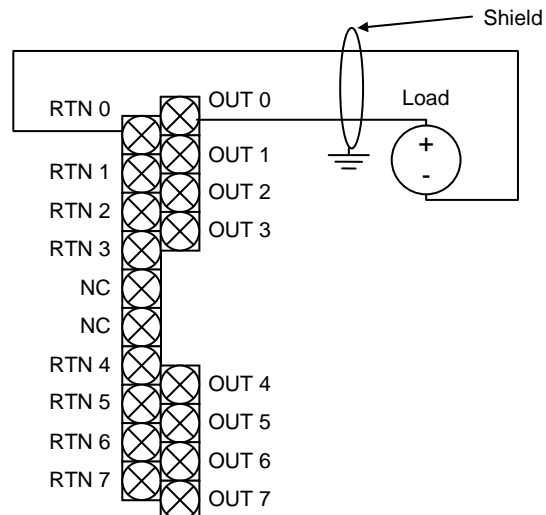 Shield
Load
+
-
RTN 0
OUT 0
RTN 1
OUT 1
RTN 2
OUT 2
RTN 3
OUT 3
NC
NC
RTN 4
OUT 4
RTN 5
OUT 5
RTN 6
OUT 6
RTN 7
OUT 7